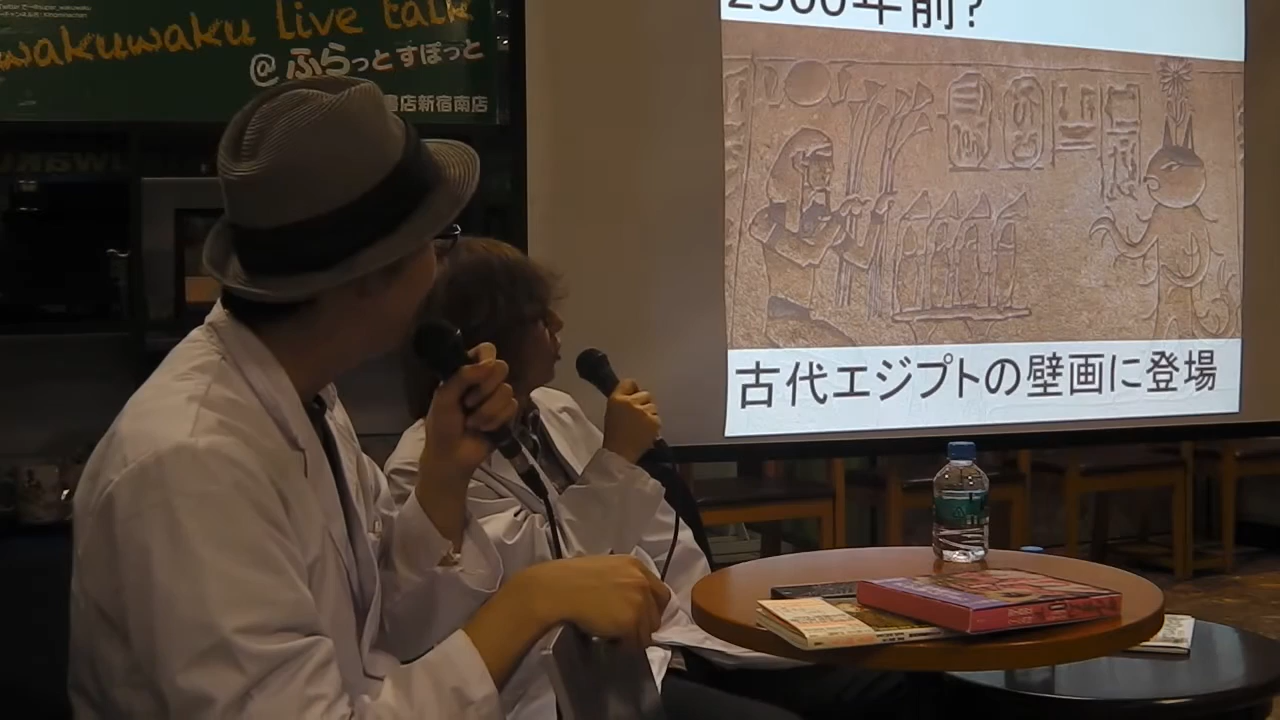 wakuwaku live talk
@ふらっとすぽっと
書店新宿南店
2500年前?
古代エジプトの壁画に登場